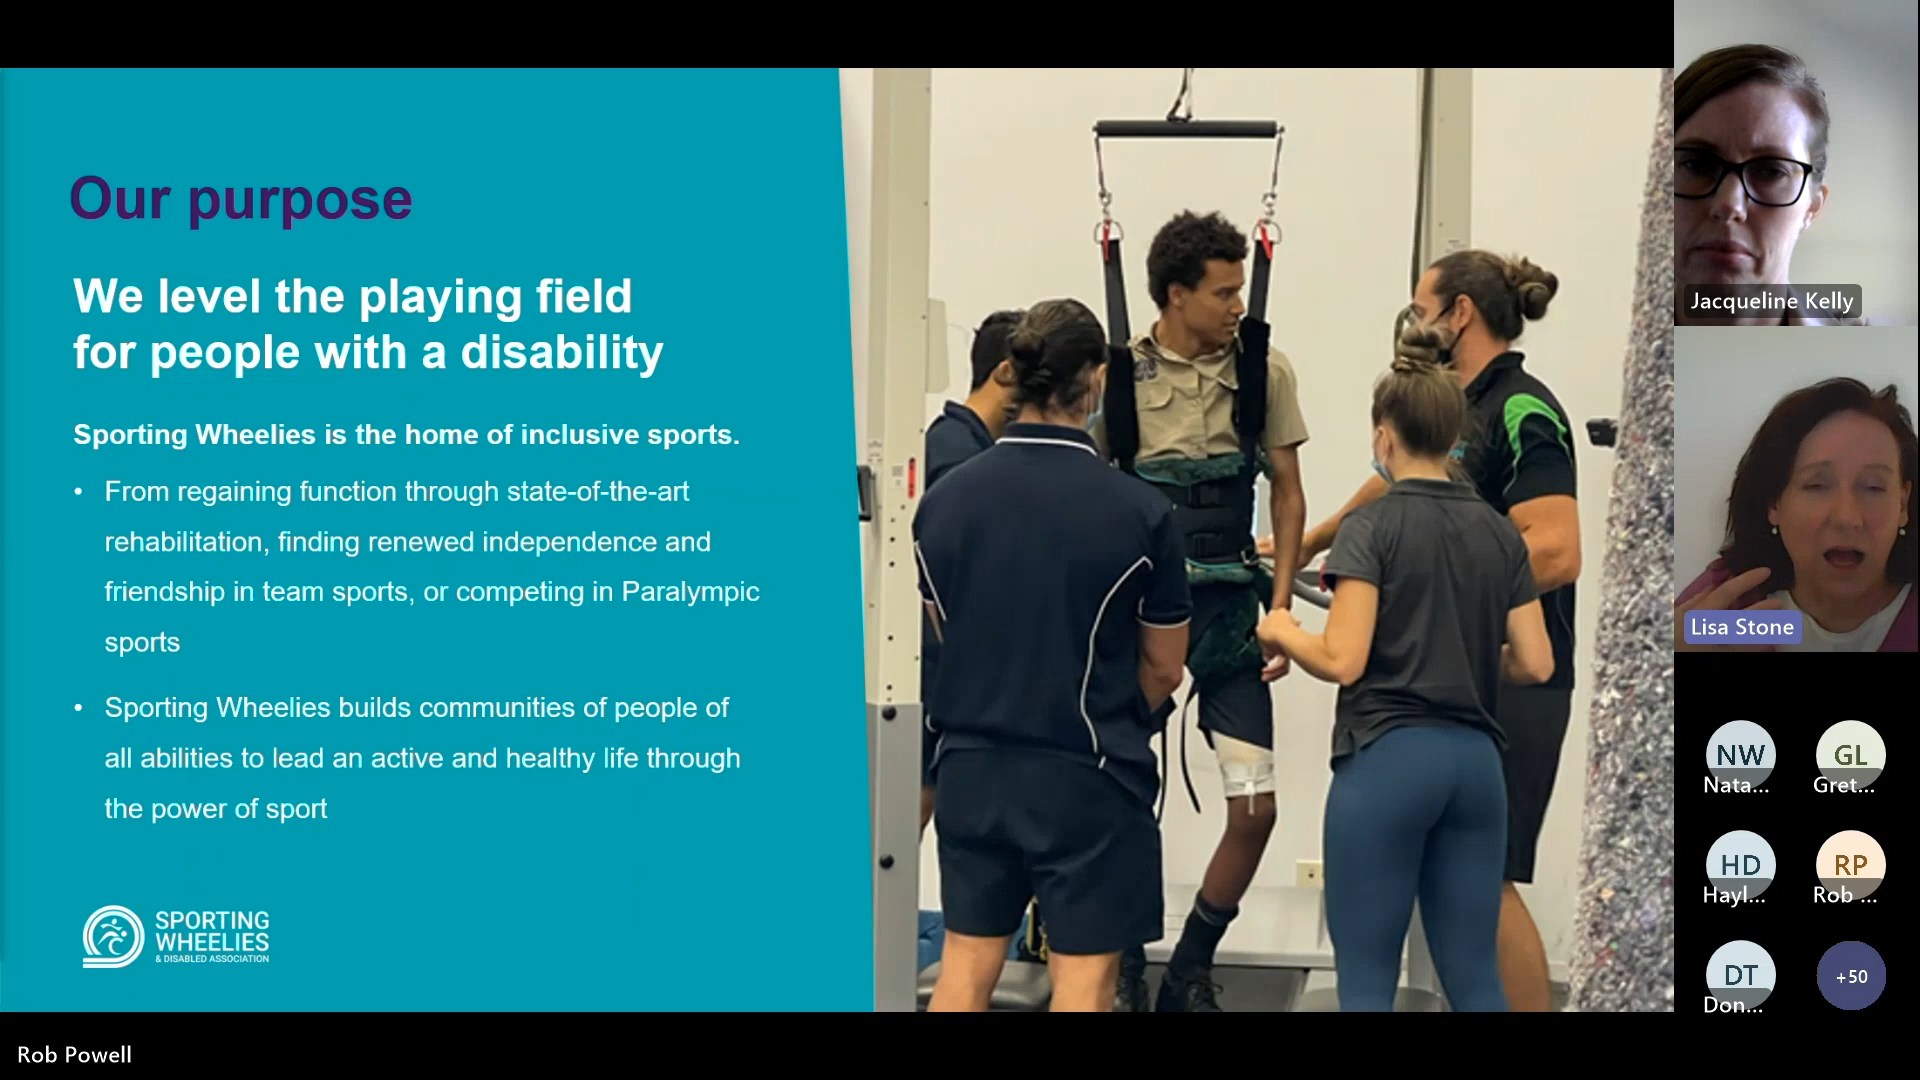 Our purpose
We level the playing field
for people with a disability
Sporting Wheelies is the home of inclusive sports.
• From regaining function through state-of-the-art
rehabilitation, finding renewed independence and
friendship in team sports, or competing in Paralympic
sports
• Sporting Wheelies builds communities of people of
all abilities to lead an active and healthy life through
the power of sport
SPORTING
WHEELIES
& DISABLED ASSOCIATION
Rob Powell
Jacqueline Kelly
Lisa Stone
NW GL
Nata... Gret...
HD RP
Hayl... Rob ...
DT +50
Don...